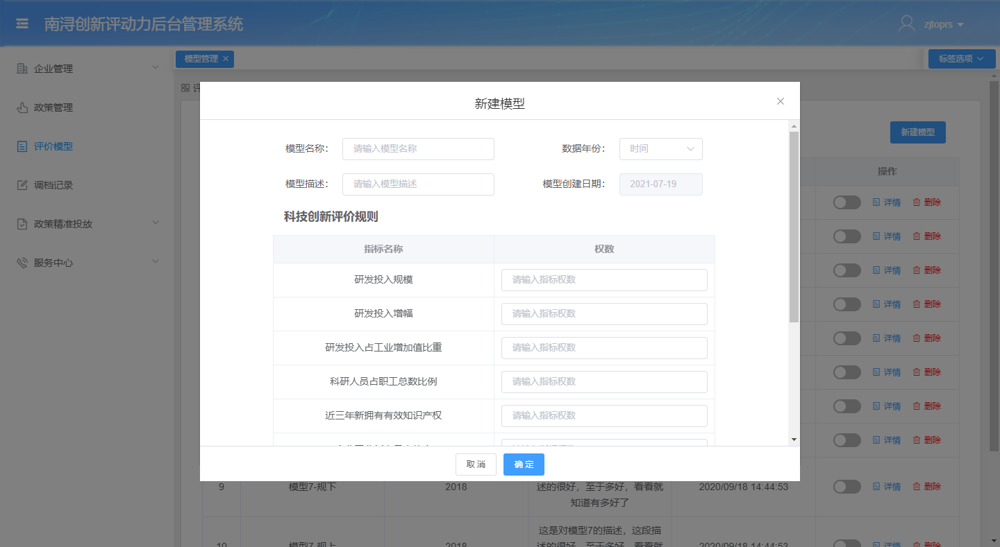 南浔创新评动力后台管理系统
zjtoprs
企业管理
政策管理
评价模型
调档记录
政策精准投放
服务中心
模型管理
标签选项
评
新建模型
操作
详情 删除
详情 删除
详情 删除
详情 删除
详情 删除
详情 删除
详情 删除
详情 删除
新建模型
模型名称： 请输入模型名称 数据年份： 时间
模型描述： 请输入模型描述 模型创建日期： 2021-07-19
科技创新评价规则
指标名称 权数
研发投入规模 请输入指标权数
研发投入增幅 请输入指标权数
研发投入占工业增加值比重 请输入指标权数
科研人员占职工总数比例 请输入指标权数
近三年新拥有有效知识产权 请输入指标权数
取消 确定
9 模型7-规下 2018 述的很好，至于多好，看看就 2020/09/18 14:44:53 详情 删除
知道有多好了
这是对模型7的描述，这段描
10 模型7-规上 2018 述的很好，至于多好，看看就 2020/09/18 14:44:53 详情 删除